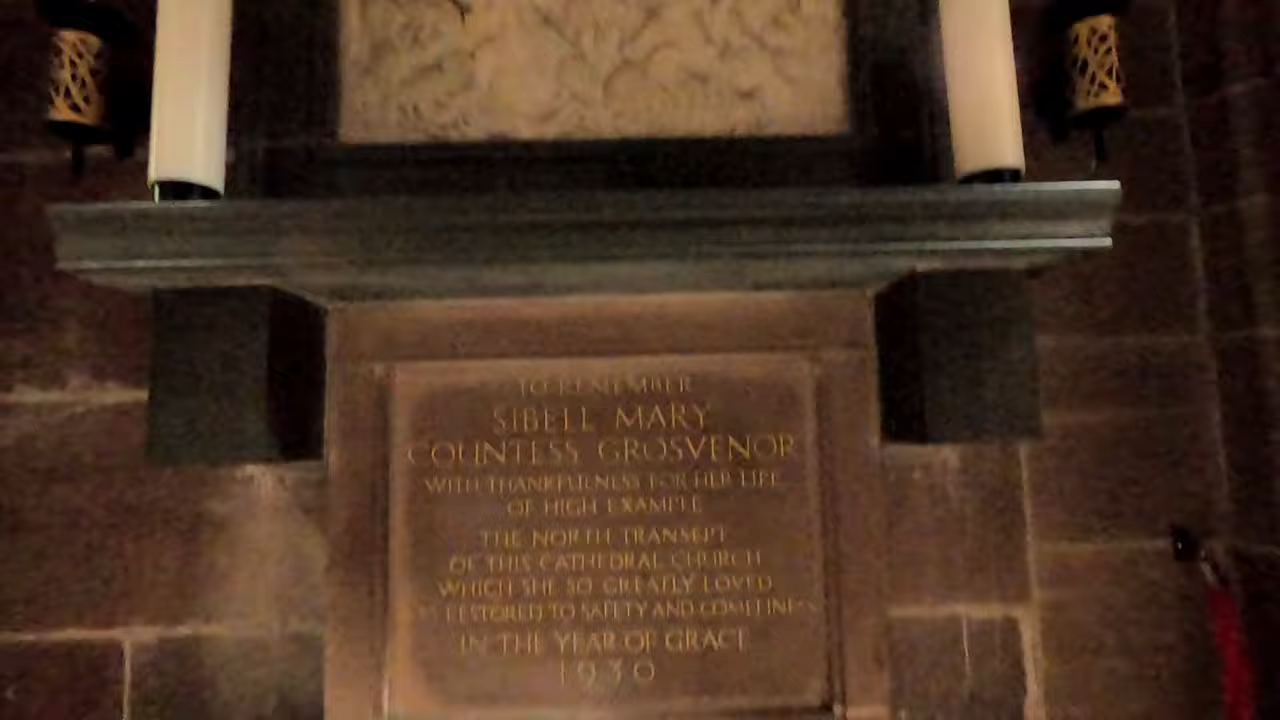 TO REMEMBER
SIBELL MARY
COUNTESS GROSVENOR
WITH THANKFULNESS FOR HER LIFE
OF HIGH EXAMPLE
THE NORTH TRANSEPT
OF THIS CATHEDRAL CHURCH
WHICH SHE SO GREATLY LOVED
RESTORED TO SAFETY AND COMELINESS
IN THE YEAR OF GRACE
1930